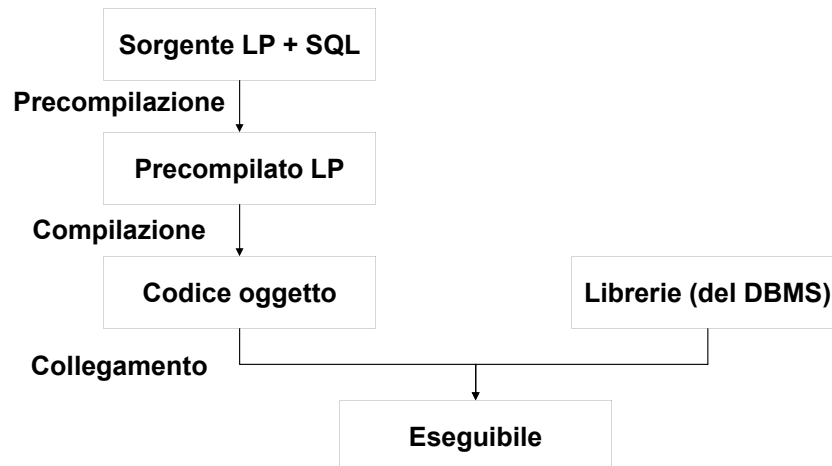 Sorgente LP + SQL
Precompilazione
Precompilato LP
Compilazione
Codice oggetto
Librerie (del DBMS)
Collegamento
Eseguibile